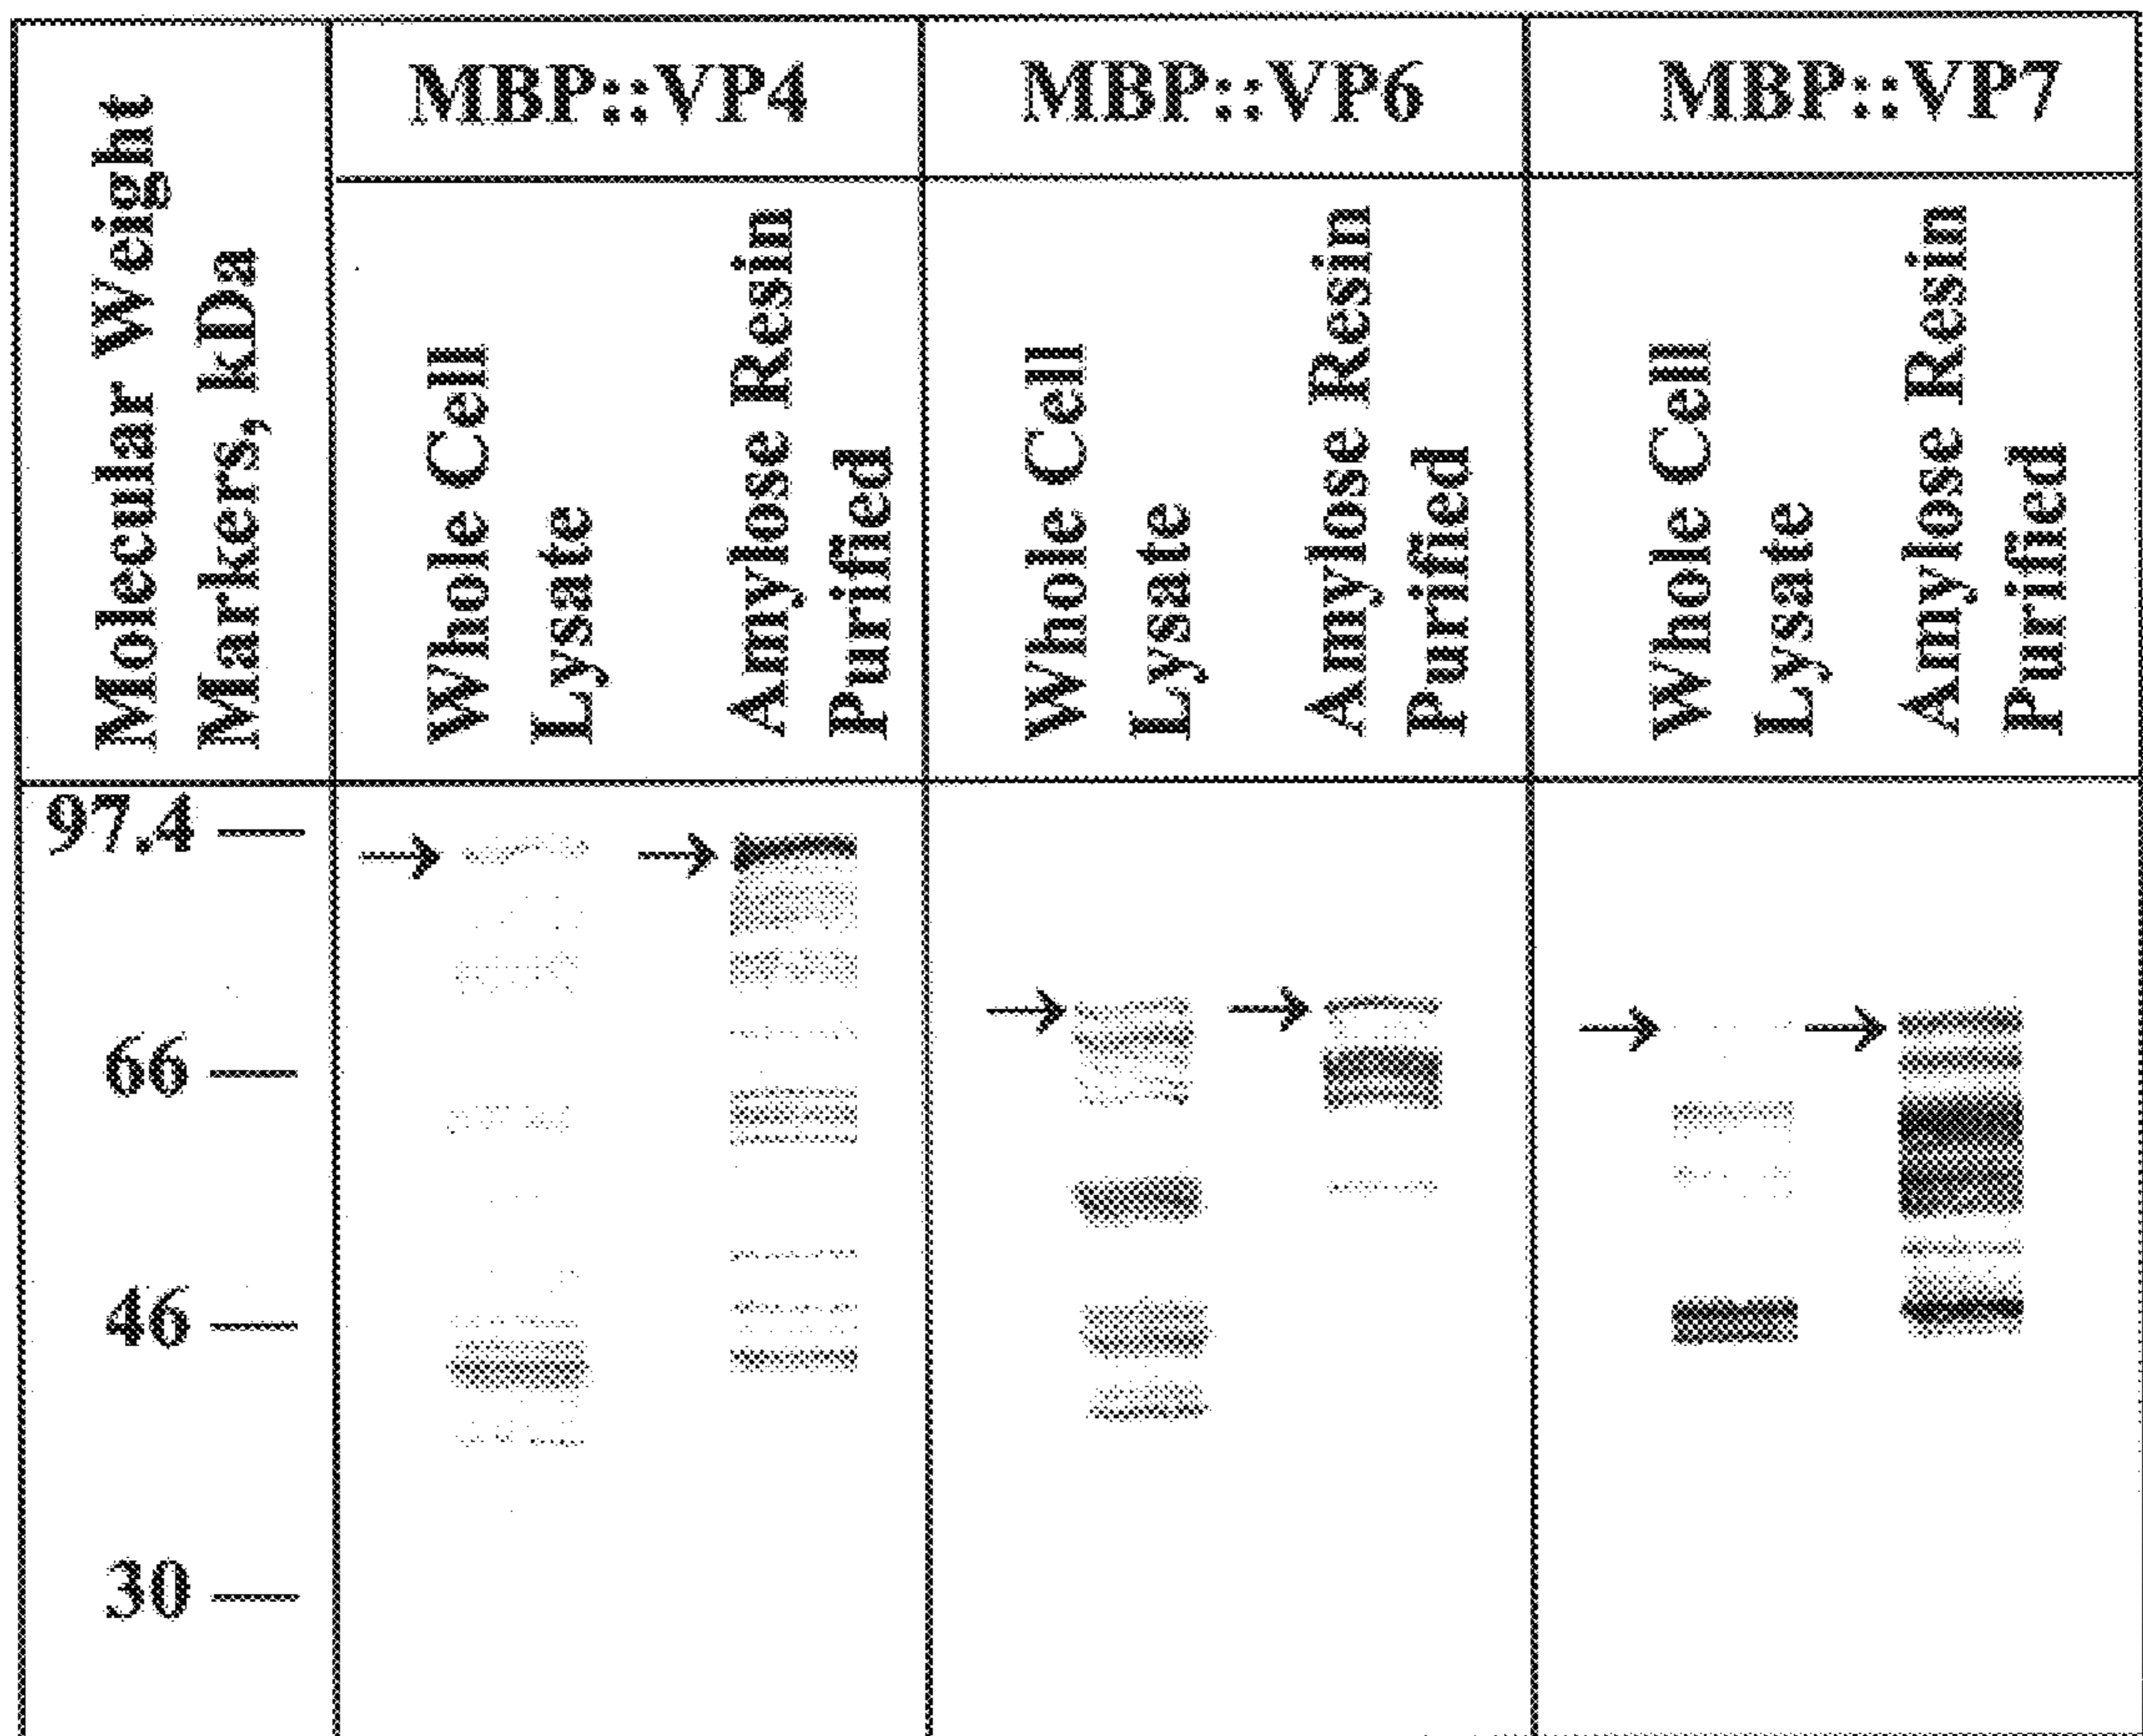 Molecular Weight
Markers, kDa
MBP::VP4
Whole Cell
Lysate
Amylose Resin
Purified
MBP::VP6
Whole Cell
Lysate
Amylose Resin
Purified
MBP::VP7
Whole Cell
Lysate
Amylose Resin
Purified
97.4
66
46
30